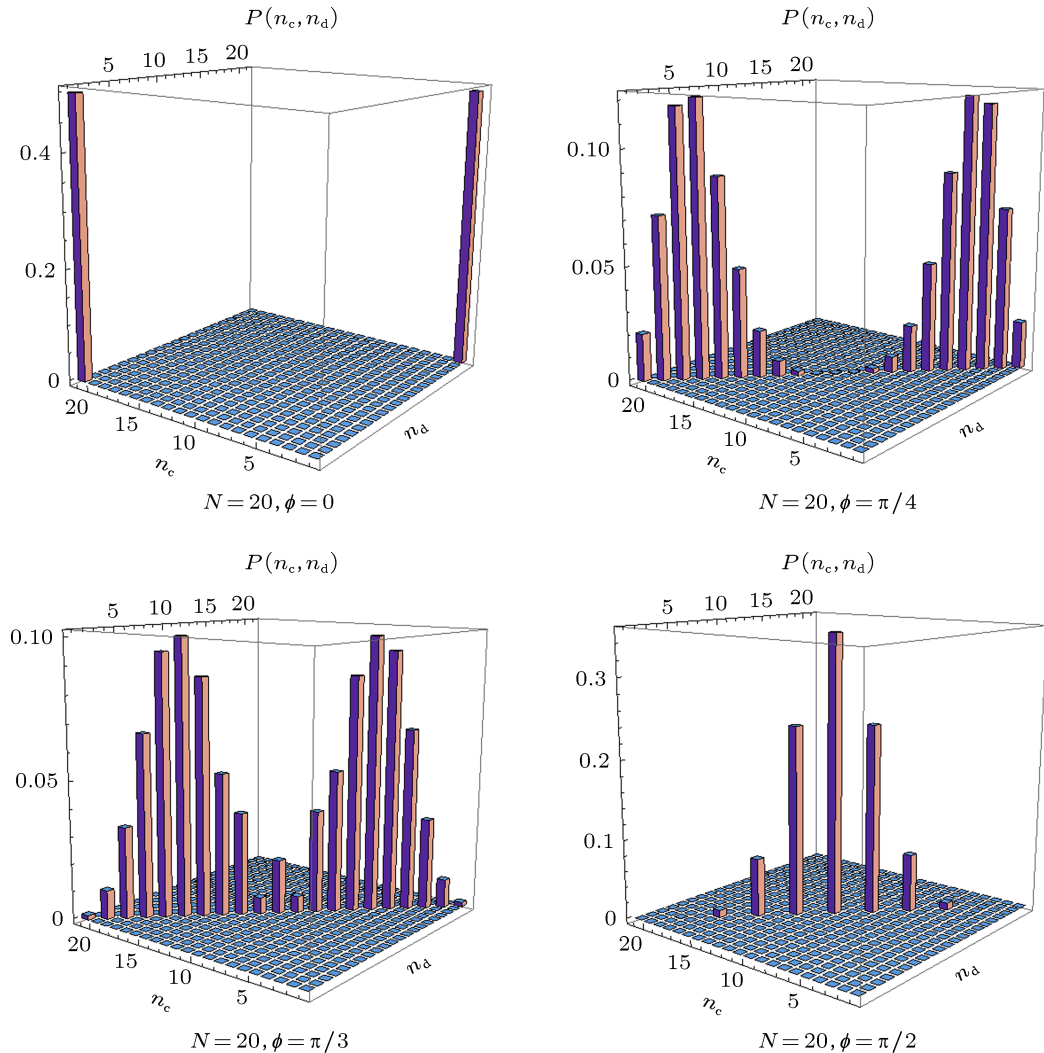 P(n_c, n_d)
5 10 15 20
0.4
0.2
0
20 15 10 5
n_c
n_d
N=20, ϕ=0
P(n_c, n_d)
5 10 15 20
0.10
0.05
0
20 15 10 5
n_c
n_d
N=20, ϕ=π/4
P(n_c, n_d)
5 10 15 20
0.10
0.05
0
20 15 10 5
n_c
n_d
N=20, ϕ=π/3
P(n_c, n_d)
5 10 15 20
0.3
0.2
0.1
0
20 15 10 5
n_c
n_d
N=20, ϕ=π/2